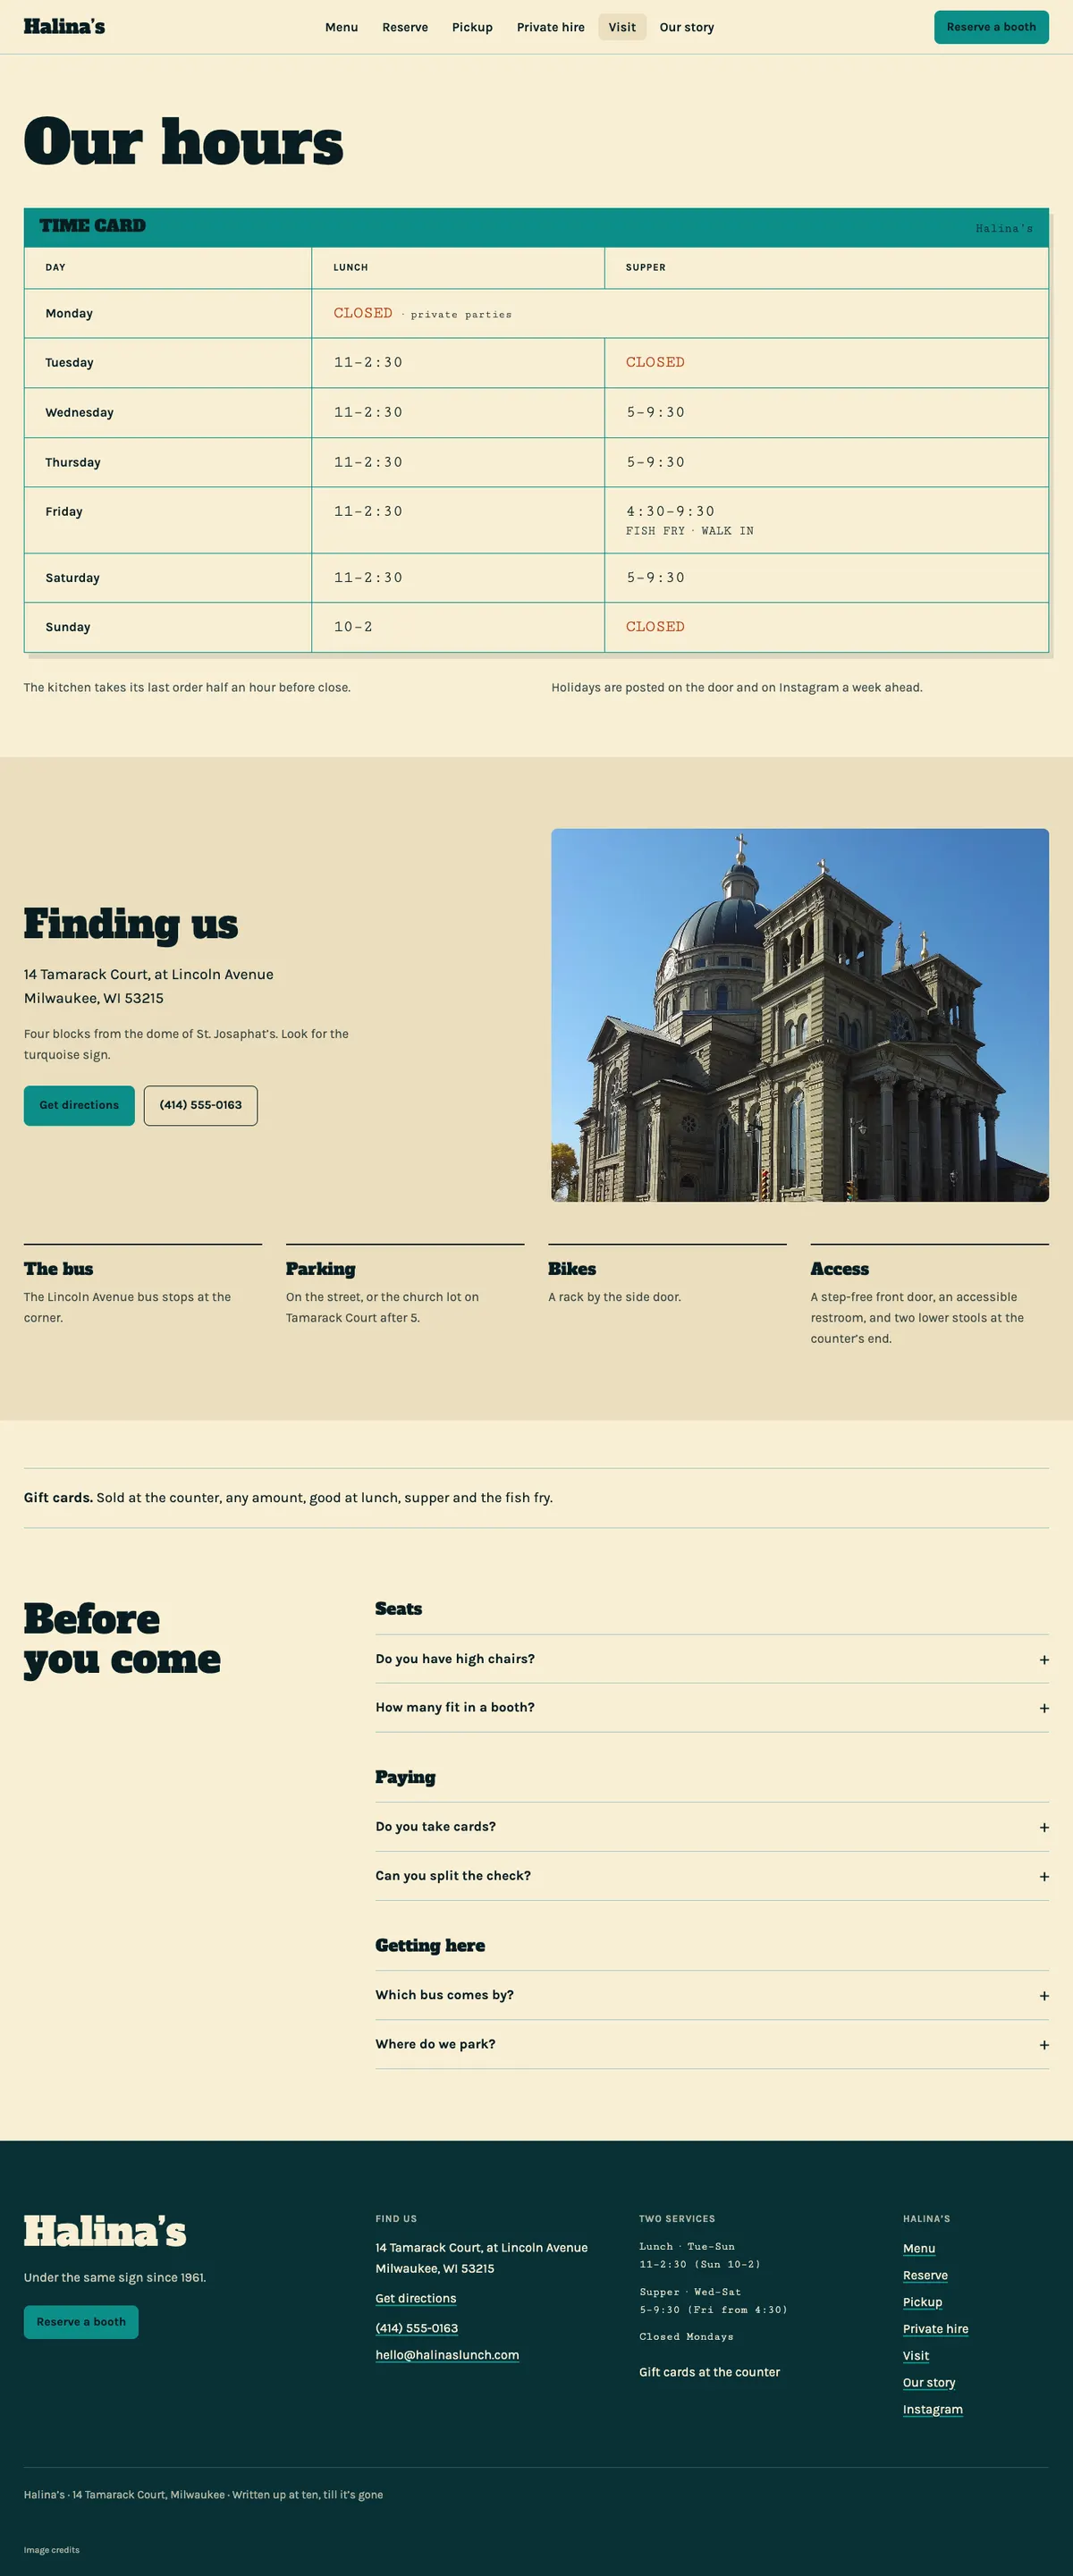 Halina's
Menu Reserve Pickup Private hire Visit Our story
Reserve a booth
Our hours
TIME CARD Halina's
DAY LUNCH SUPPER
Monday CLOSED · private parties
Tuesday 11–2:30 CLOSED
Wednesday 11–2:30 5–9:30
Thursday 11–2:30 5–9:30
Friday 11–2:30 4:30–9:30
FISH FRY · WALK IN
Saturday 11–2:30 5–9:30
Sunday 10–2 CLOSED
The kitchen takes its last order half an hour before close.
Holidays are posted on the door and on Instagram a week ahead.
Finding us
14 Tamarack Court, at Lincoln Avenue
Milwaukee, WI 53215
Four blocks from the dome of St. Josaphat's. Look for the
turquoise sign.
Get directions
(414) 555-0163
The bus
The Lincoln Avenue bus stops at the
corner.
Parking
On the street, or the church lot on
Tamarack Court after 5.
Bikes
A rack by the side door.
Access
A step-free front door, an accessible
restroom, and two lower stools at the
counter's end.
Gift cards. Sold at the counter, any amount, good at lunch, supper and the fish fry.
Before
you come
Seats
Do you have high chairs? +
How many fit in a booth? +
Paying
Do you take cards? +
Can you split the check? +
Getting here
Which bus comes by? +
Where do we park? +
Halina's
Under the same sign since 1961.
Reserve a booth
FIND US
14 Tamarack Court, at Lincoln Avenue
Milwaukee, WI 53215
Get directions
(414) 555-0163
hello@halinaslunch.com
TWO SERVICES
Lunch · Tue–Sun
11–2:30 (Sun 10–2)
Supper · Wed–Sat
5–9:30 (Fri from 4:30)
Closed Mondays
Gift cards at the counter
HALINA'S
Menu
Reserve
Pickup
Private hire
Visit
Our story
Instagram
Halina's · 14 Tamarack Court, Milwaukee · Written up at ten, till it's gone
Image credits